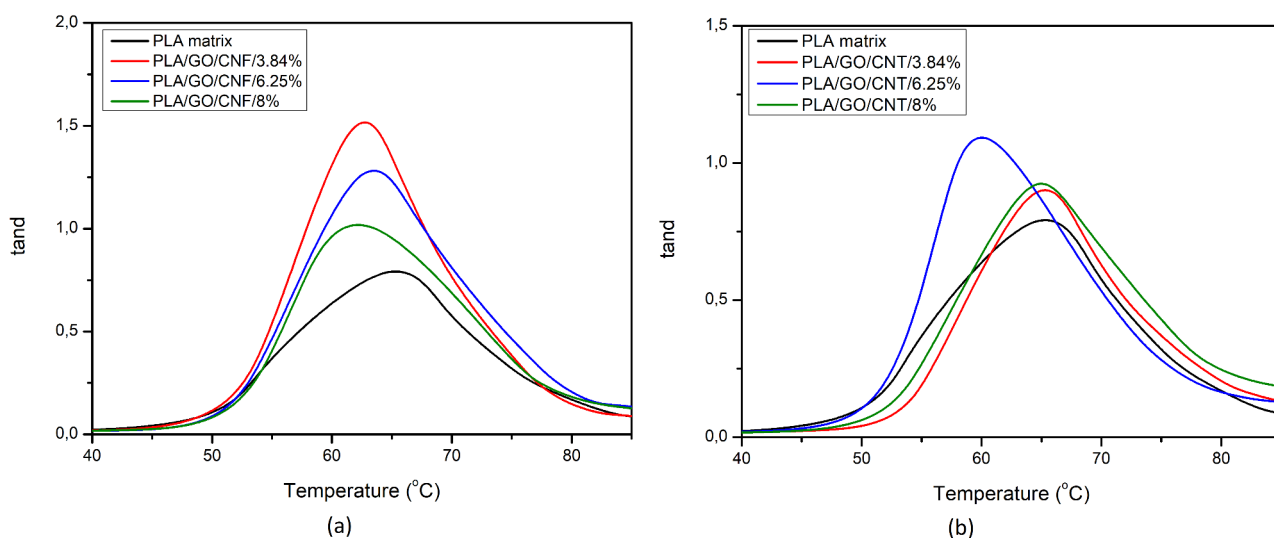 2,0
1,5
1,0
0,5
0,0
tand
PLA matrix
PLA/GO/CNF/3.84%
PLA/GO/CNF/6.25%
PLA/GO/CNF/8%
40 50 60 70 80
Temperature (°C)
(a)
1,5
1,0
0,5
0,0
tand
PLA matrix
PLA/GO/CNT/3.84%
PLA/GO/CNT/6.25%
PLA/GO/CNT/8%
40 50 60 70 80
Temperature (°C)
(b)